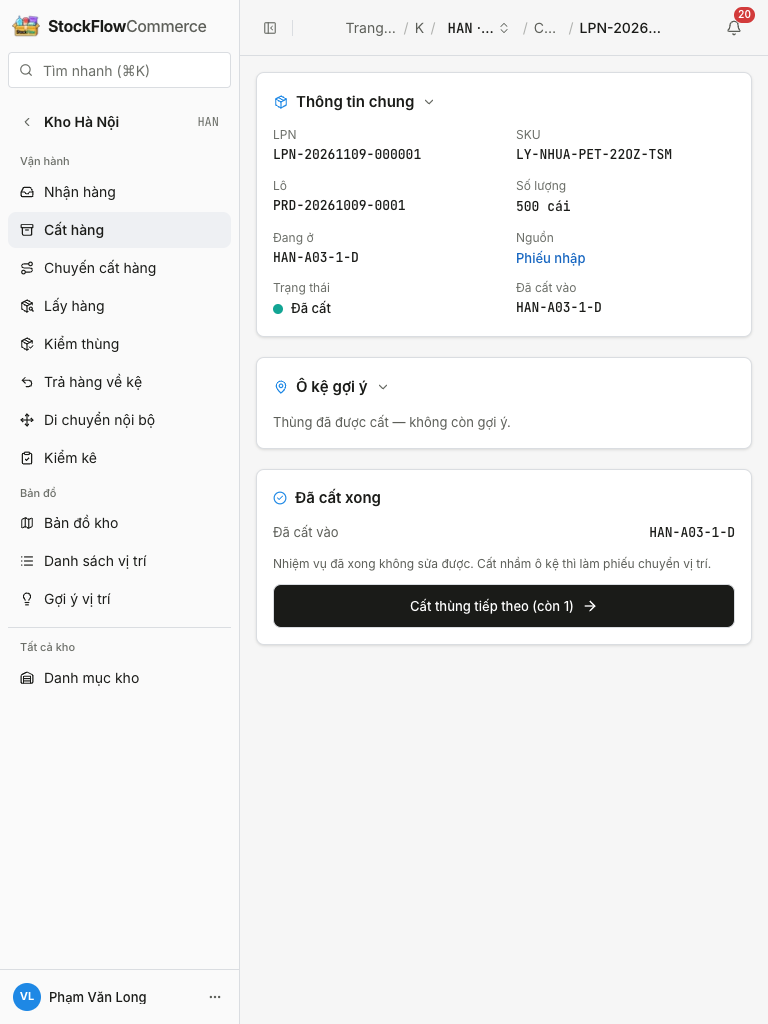 StockFlowCommerce
Tìm nhanh (⌘K)
Kho Hà Nội HAN
Vận hành
Nhận hàng
Cất hàng
Chuyến cất hàng
Lấy hàng
Kiểm thùng
Trả hàng về kệ
Di chuyển nội bộ
Kiểm kê
Bản đồ
Bản đồ kho
Danh sách vị trí
Gợi ý vị trí
Tất cả kho
Danh mục kho
VL Phạm Văn Long
Trang... / K / HAN ·... / C... / LPN-2026...
20
Thông tin chung
LPN SKU
LPN-20261109-000001 LY-NHUA-PET-22OZ-TSM
Lô Số lượng
PRD-20261009-0001 500 cái
Đang ở Nguồn
HAN-A03-1-D Phiếu nhập
Trạng thái Đã cất vào
Đã cất HAN-A03-1-D
Ô kệ gợi ý
Thùng đã được cất — không còn gợi ý.
Đã cất xong
Đã cất vào HAN-A03-1-D
Nhiệm vụ đã xong không sửa được. Cất nhầm ô kệ thì làm phiếu chuyển vị trí.
Cất thùng tiếp theo (còn 1) →